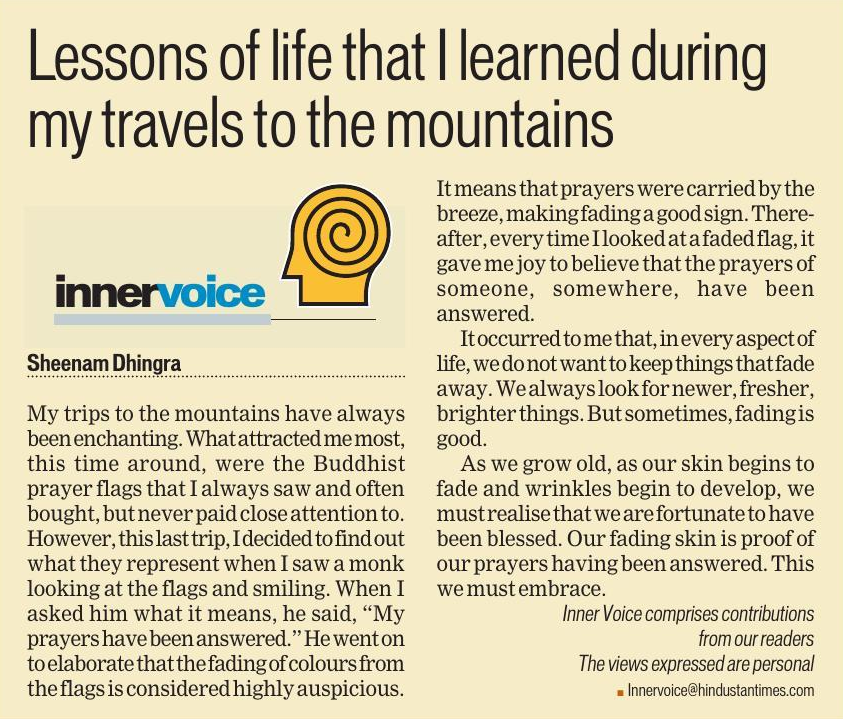 Lessons of life that I learned during
my travels to the mountains
innervoice
Sheenam Dhingra
My trips to the mountains have always
been enchanting. What attracted me most,
this time around, were the Buddhist
prayer flags that I always saw and often
bought, but never paid close attention to.
However, this last trip, I decided to find out
what they represent when I saw a monk
looking at the flags and smiling. When I
asked him what it means, he said, “My
prayers have been answered.” He went on
to elaborate that the fading of colours from
the flags is considered highly auspicious.
It means that prayers were carried by the
breeze, making fading a good sign. There-
after, every time I looked at a faded flag, it
gave me joy to believe that the prayers of
someone, somewhere, have been
answered.
It occurred to me that, in every aspect of
life, we do not want to keep things that fade
away. We always look for newer, fresher,
brighter things. But sometimes, fading is
good.
As we grow old, as our skin begins to
fade and wrinkles begin to develop, we
must realise that we are fortunate to have
been blessed. Our fading skin is proof of
our prayers having been answered. This
we must embrace.
Inner Voice comprises contributions
from our readers
The views expressed are personal
■ Innervoice@hindustantimes.com